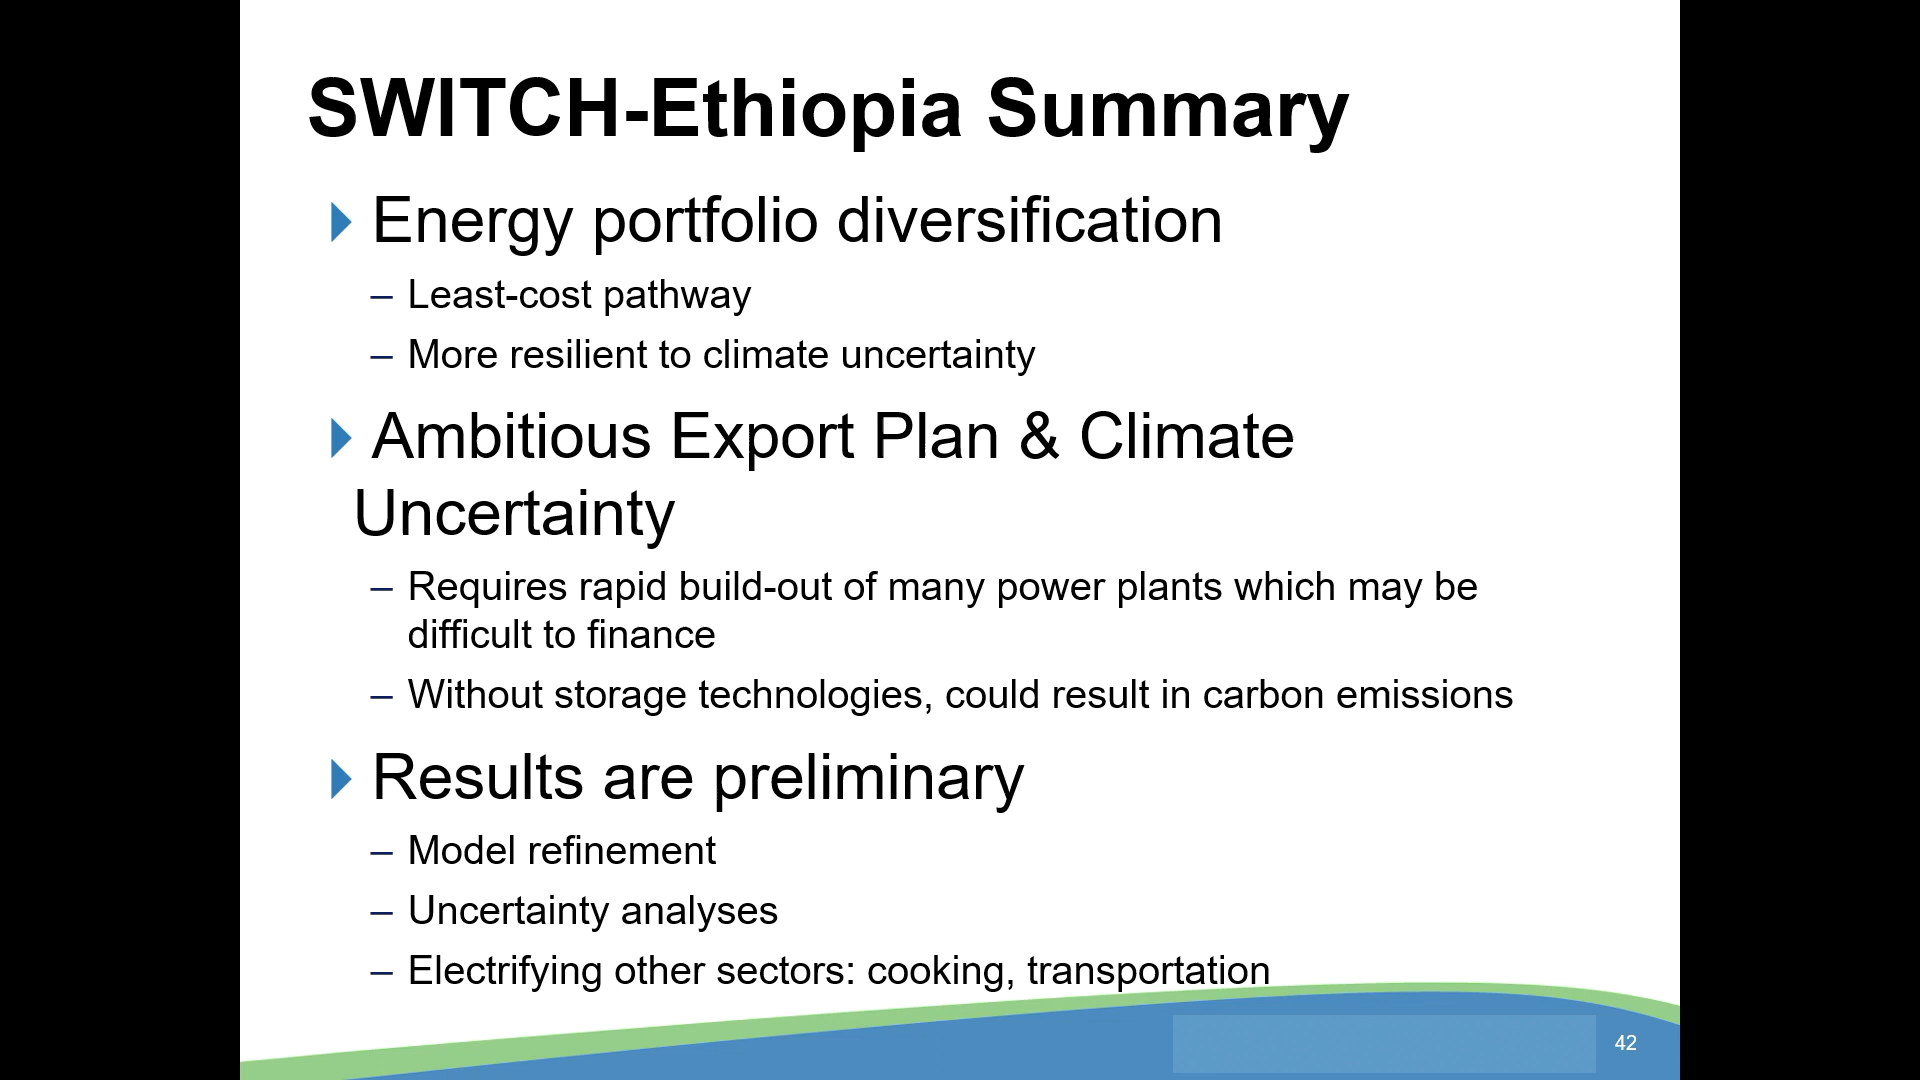 SWITCH-Ethiopia Summary
Energy portfolio diversification
– Least-cost pathway
– More resilient to climate uncertainty
Ambitious Export Plan & Climate
Uncertainty
– Requires rapid build-out of many power plants which may be
difficult to finance
– Without storage technologies, could result in carbon emissions
Results are preliminary
– Model refinement
– Uncertainty analyses
– Electrifying other sectors: cooking, transportation
42